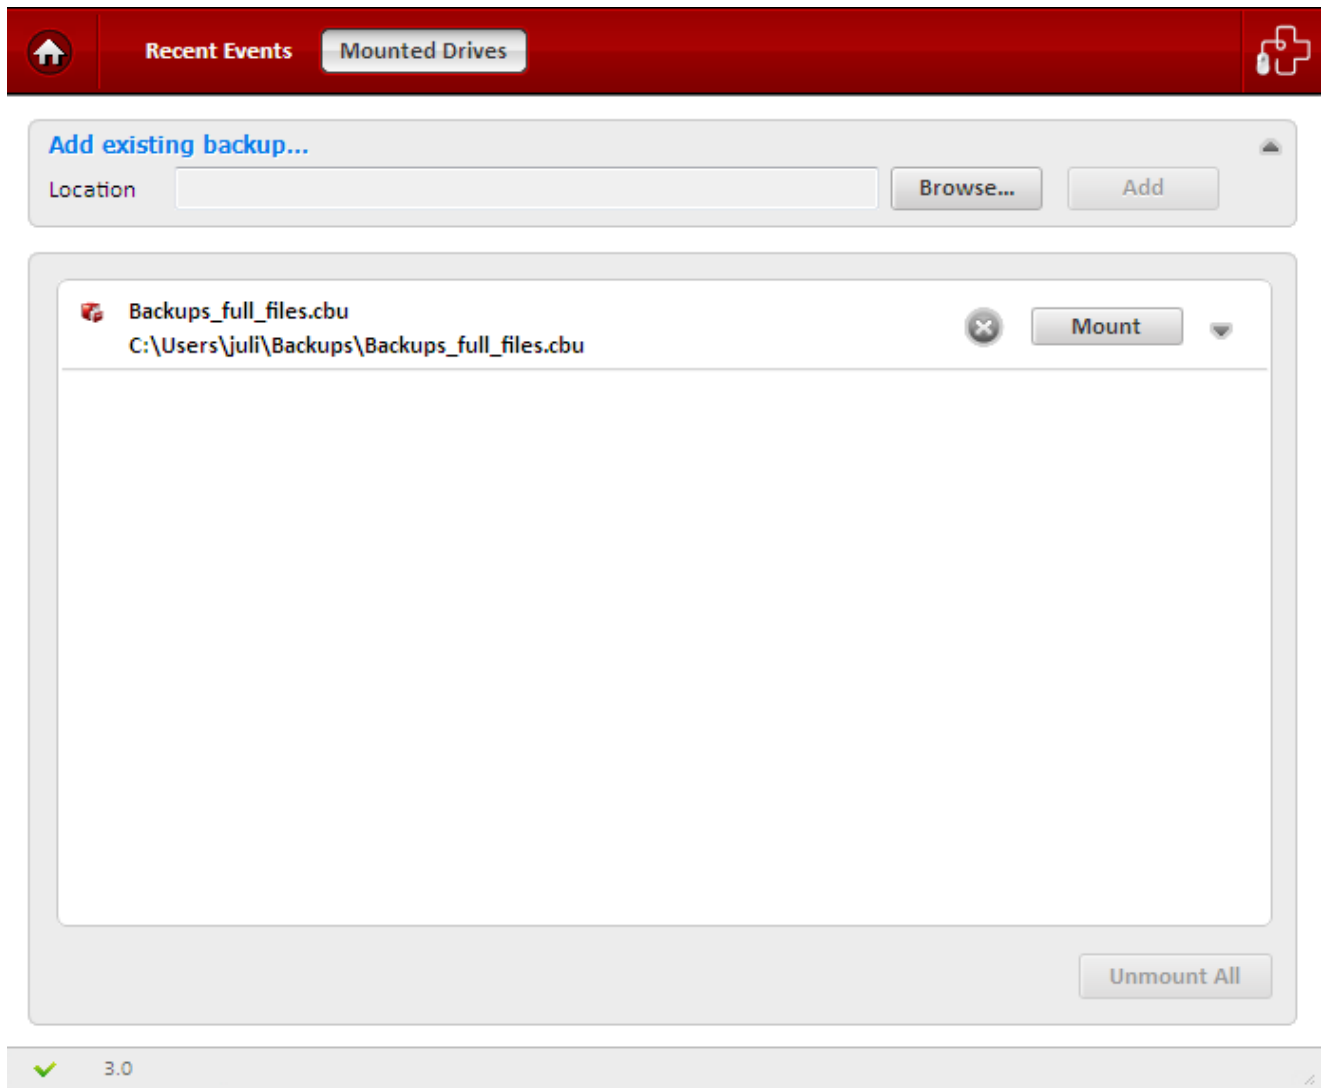 Recent Events Mounted Drives
Add existing backup...
Location Browse... Add
Backups_full_files.cbu
Mount
C:\Users\juli\Backups\Backups_full_files.cbu
Unmount All
3.0